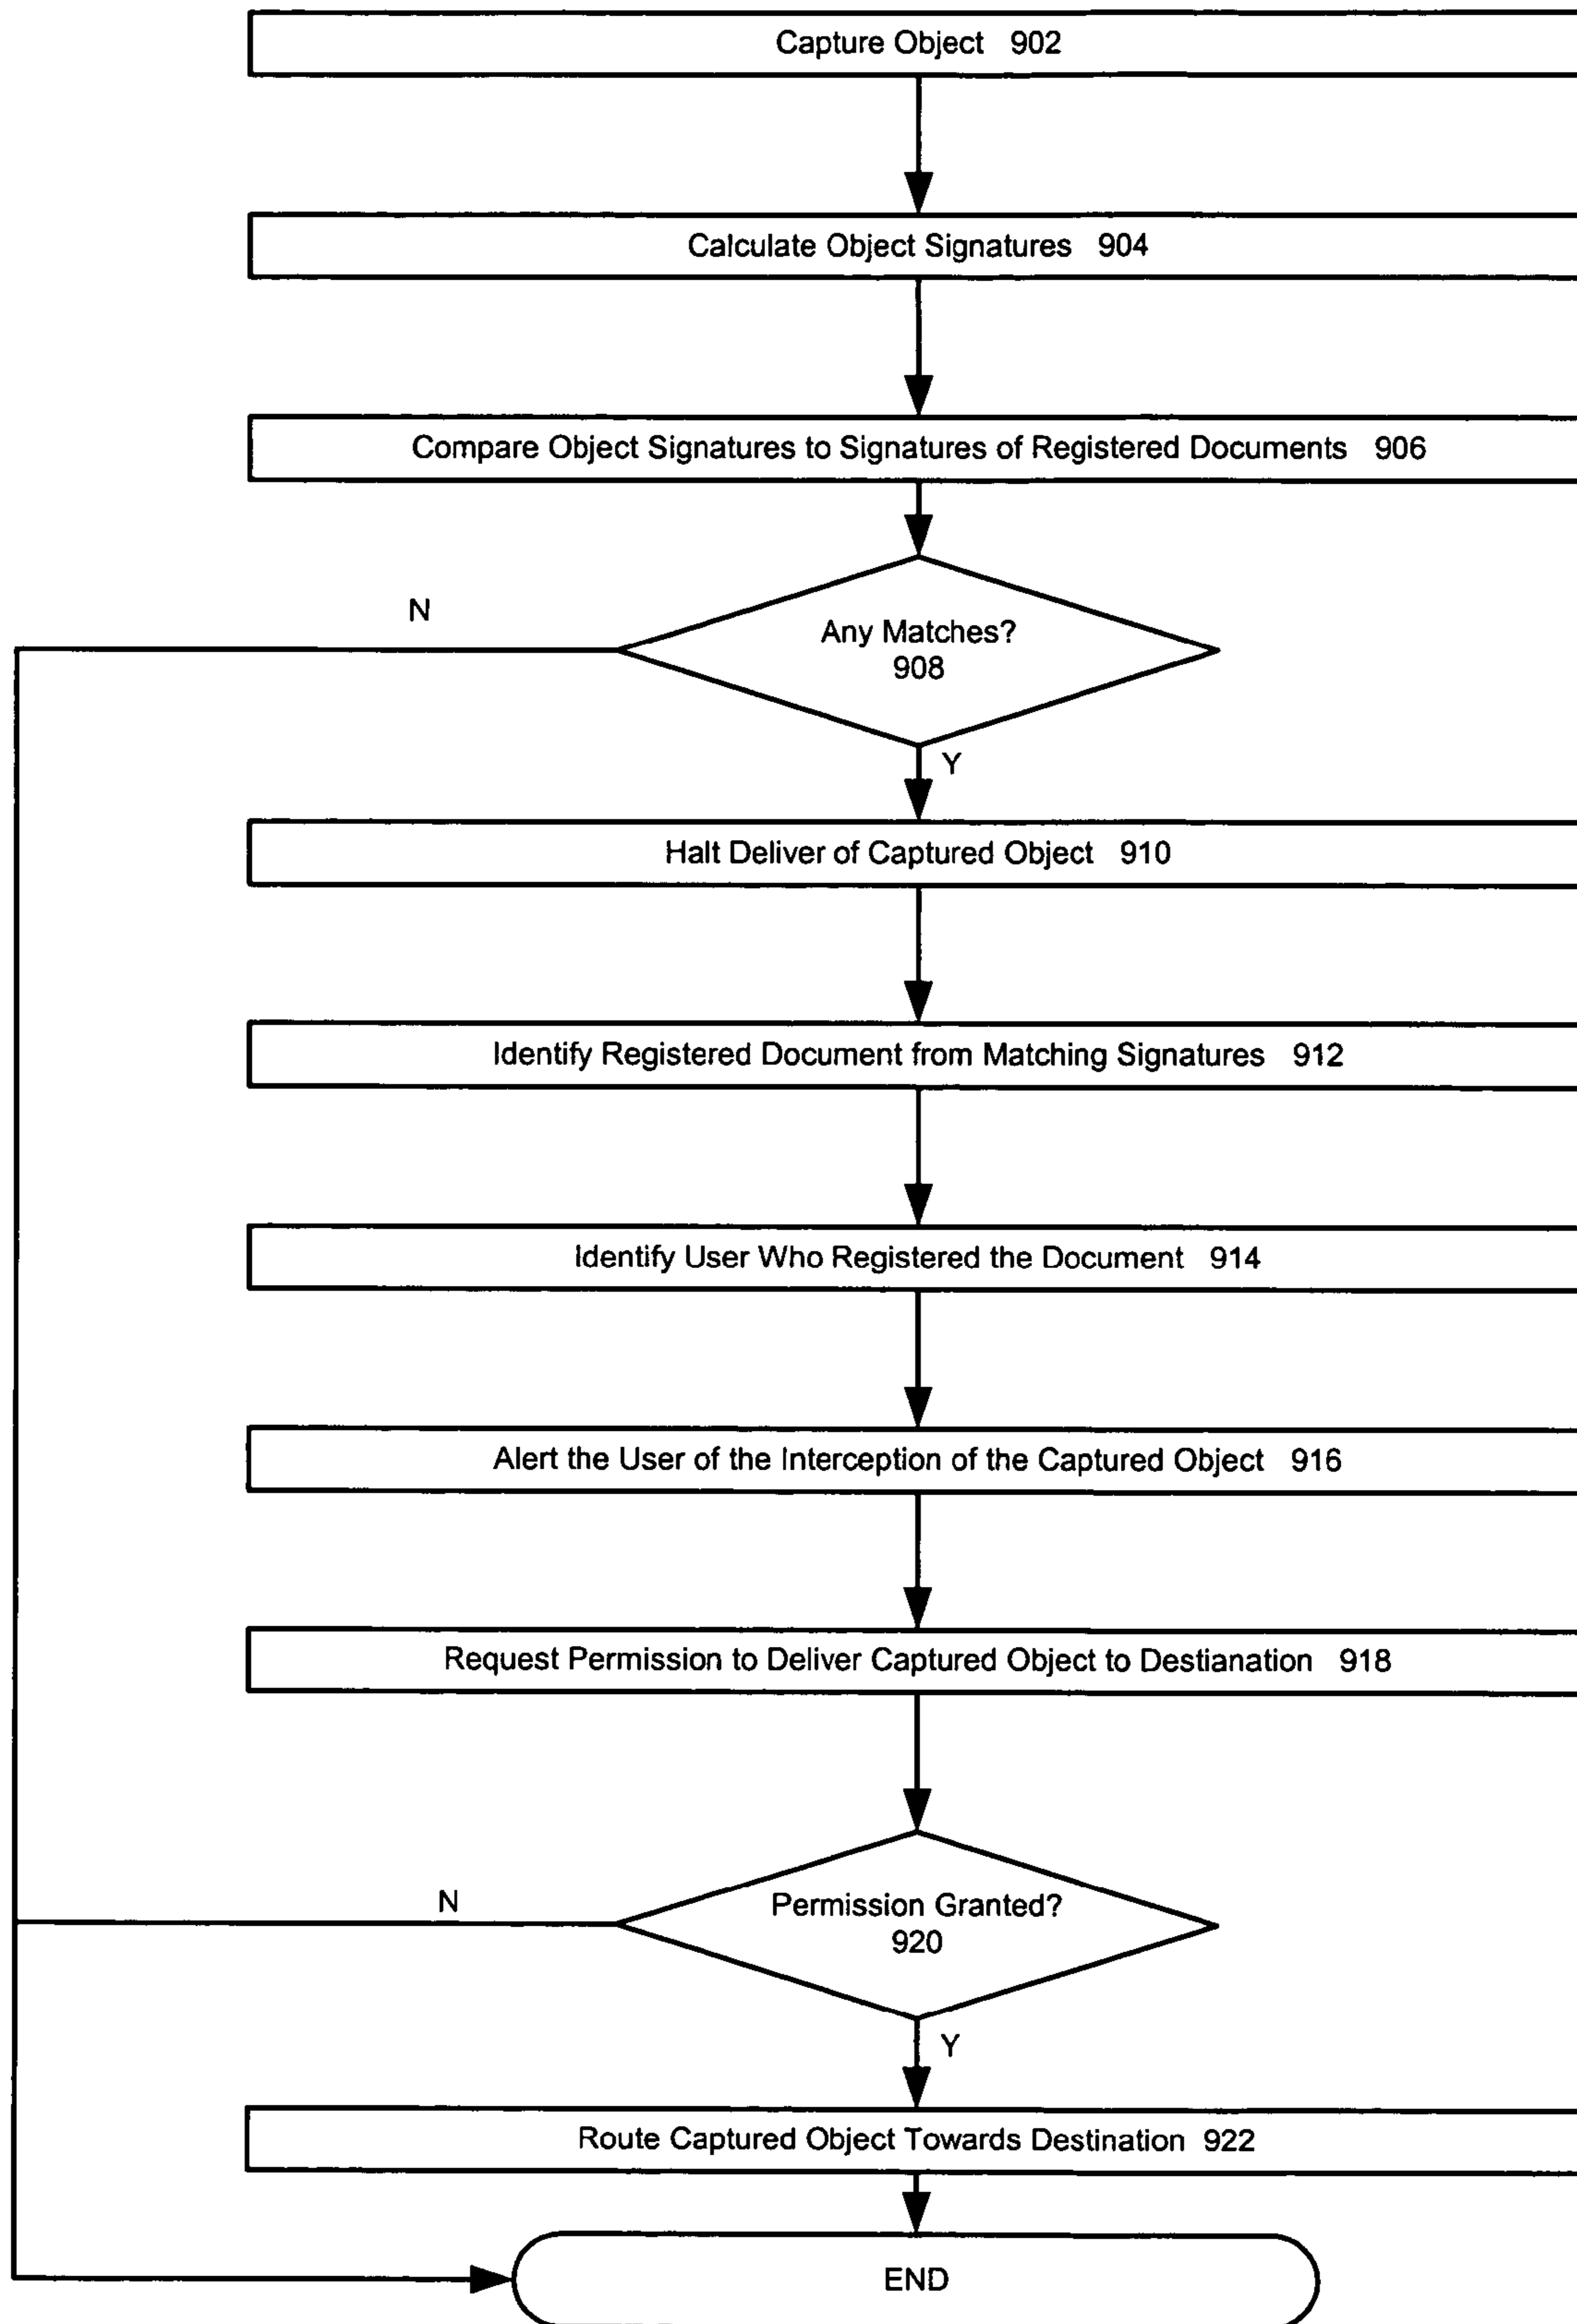 Capture Object 902
Calculate Object Signatures 904
Compare Object Signatures to Signatures of Registered Documents 906
N
Any Matches?
908
Y
Halt Deliver of Captured Object 910
Identify Registered Document from Matching Signatures 912
Identify User Who Registered the Document 914
Alert the User of the Interception of the Captured Object 916
Request Permission to Deliver Captured Object to Destianation 918
N
Permission Granted?
920
Y
Route Captured Object Towards Destination 922
END